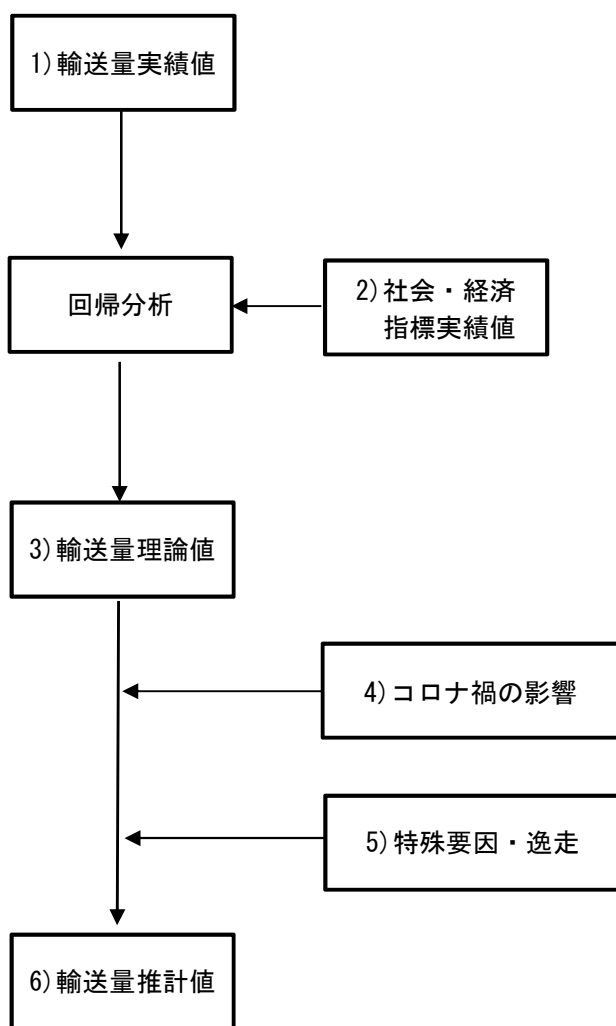 1)輸送量実績値
回帰分析
2)社会・経済
指標実績値
3)輸送量理論値
4)コロナ禍の影響
5)特殊要因・逸走
6)輸送量推計値